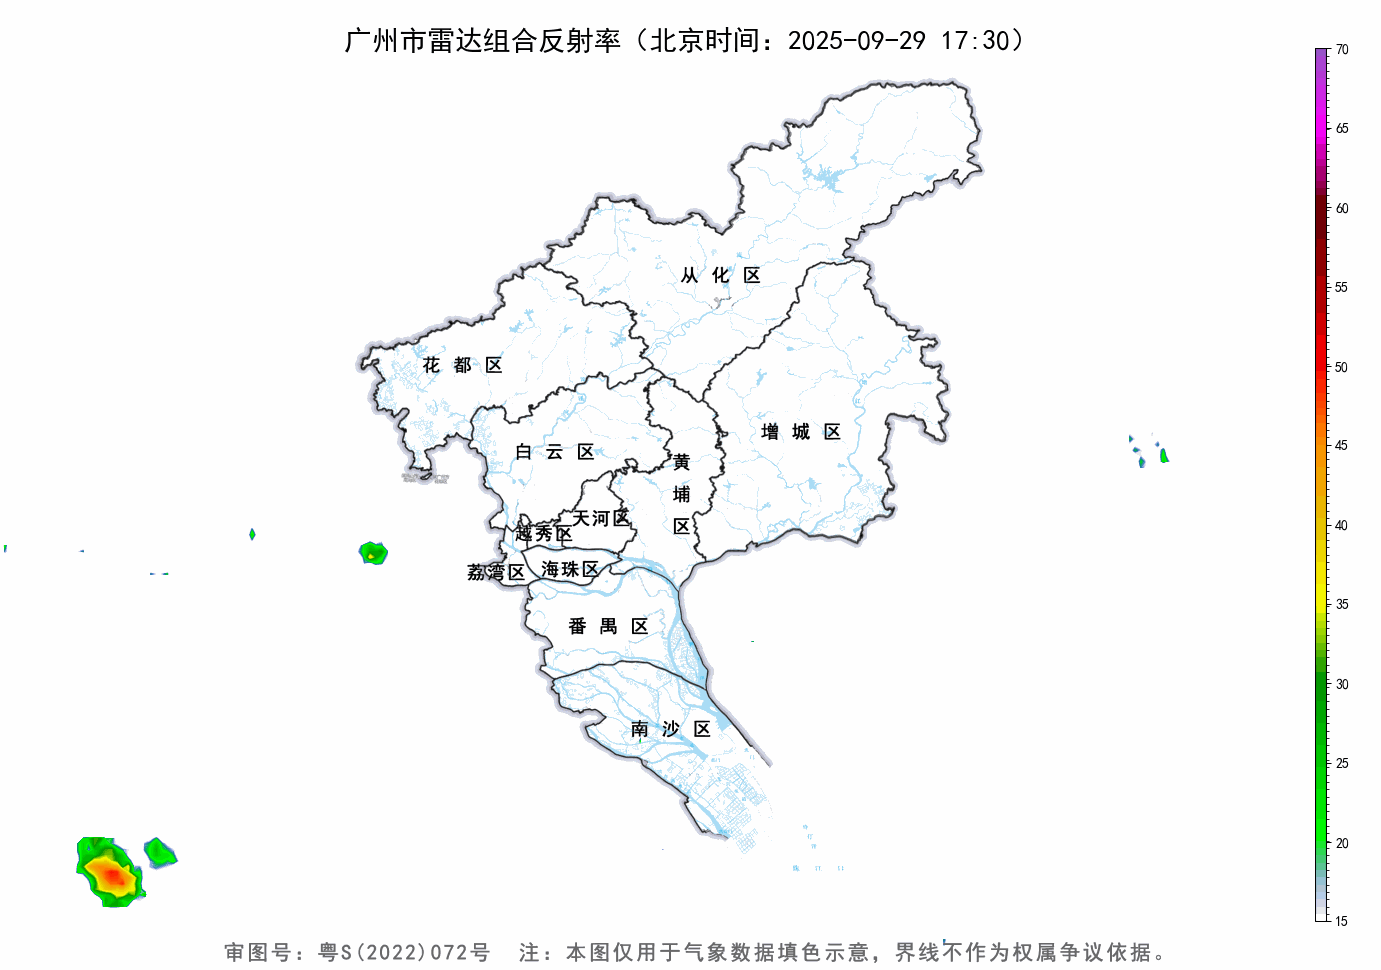 广州市雷达组合反射率（北京时间：2025-09-29 17:30）
70
65
60
55
50
45
40
35
30
25
20
15
从化区
花都区
增城区
白云区
黄埔区
天河区
越秀区
海珠区
荔湾区
番禺区
南沙区
审图号：粤S(2022)072号 注：本图仅用于气象数据填色示意，界线不作为权属争议依据。